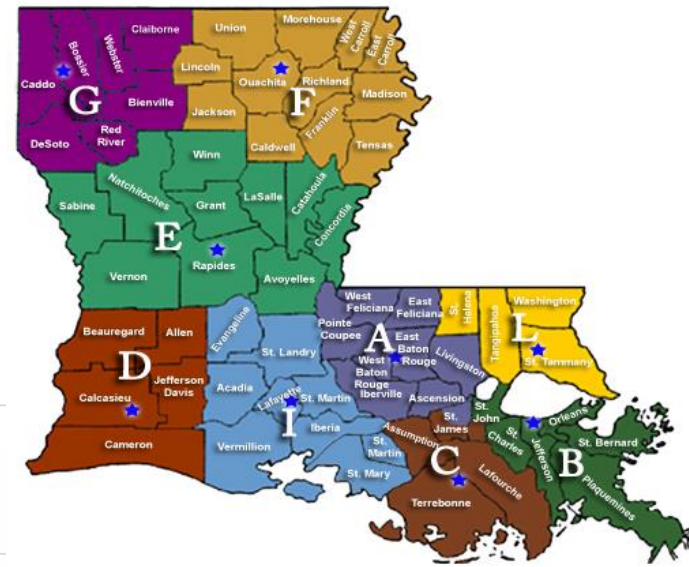 Claiborne
Webster
Bossier
Caddo
G
Bienville
Red
River
DeSoto
Union
Morehouse
West
Carroll
East
Carroll
Lincoln
Ouachita
Richland
F
Madison
Jackson
Franklin
Caldwell
Tensas
Winn
Natchitoches
Grant
LaSalle
Catahoula
Concordia
Sabine
E
Rapides
Vernon
Avoyelles
Beauregard
Allen
D
Jefferson
Davis
Calcasieu
Cameron
Evangeline
St. Landry
Acadia
Lafayette
St. Martin
I
Iberia
Vermillion
St.
Martin
St. Mary
West
Feliciana
East
Feliciana
Pointe
Coupee
A
East
Baton
Rouge
West
Baton
Rouge
Iberville
Livingston
Ascension
St.
Helena
Tangipahoa
Washington
L
St. Tammany
St.
James
Assumption
C
Lafourche
Terrebonne
St.
John
St.
Charles
Jefferson
Orleans
St. Bernard
B
Plaquemines